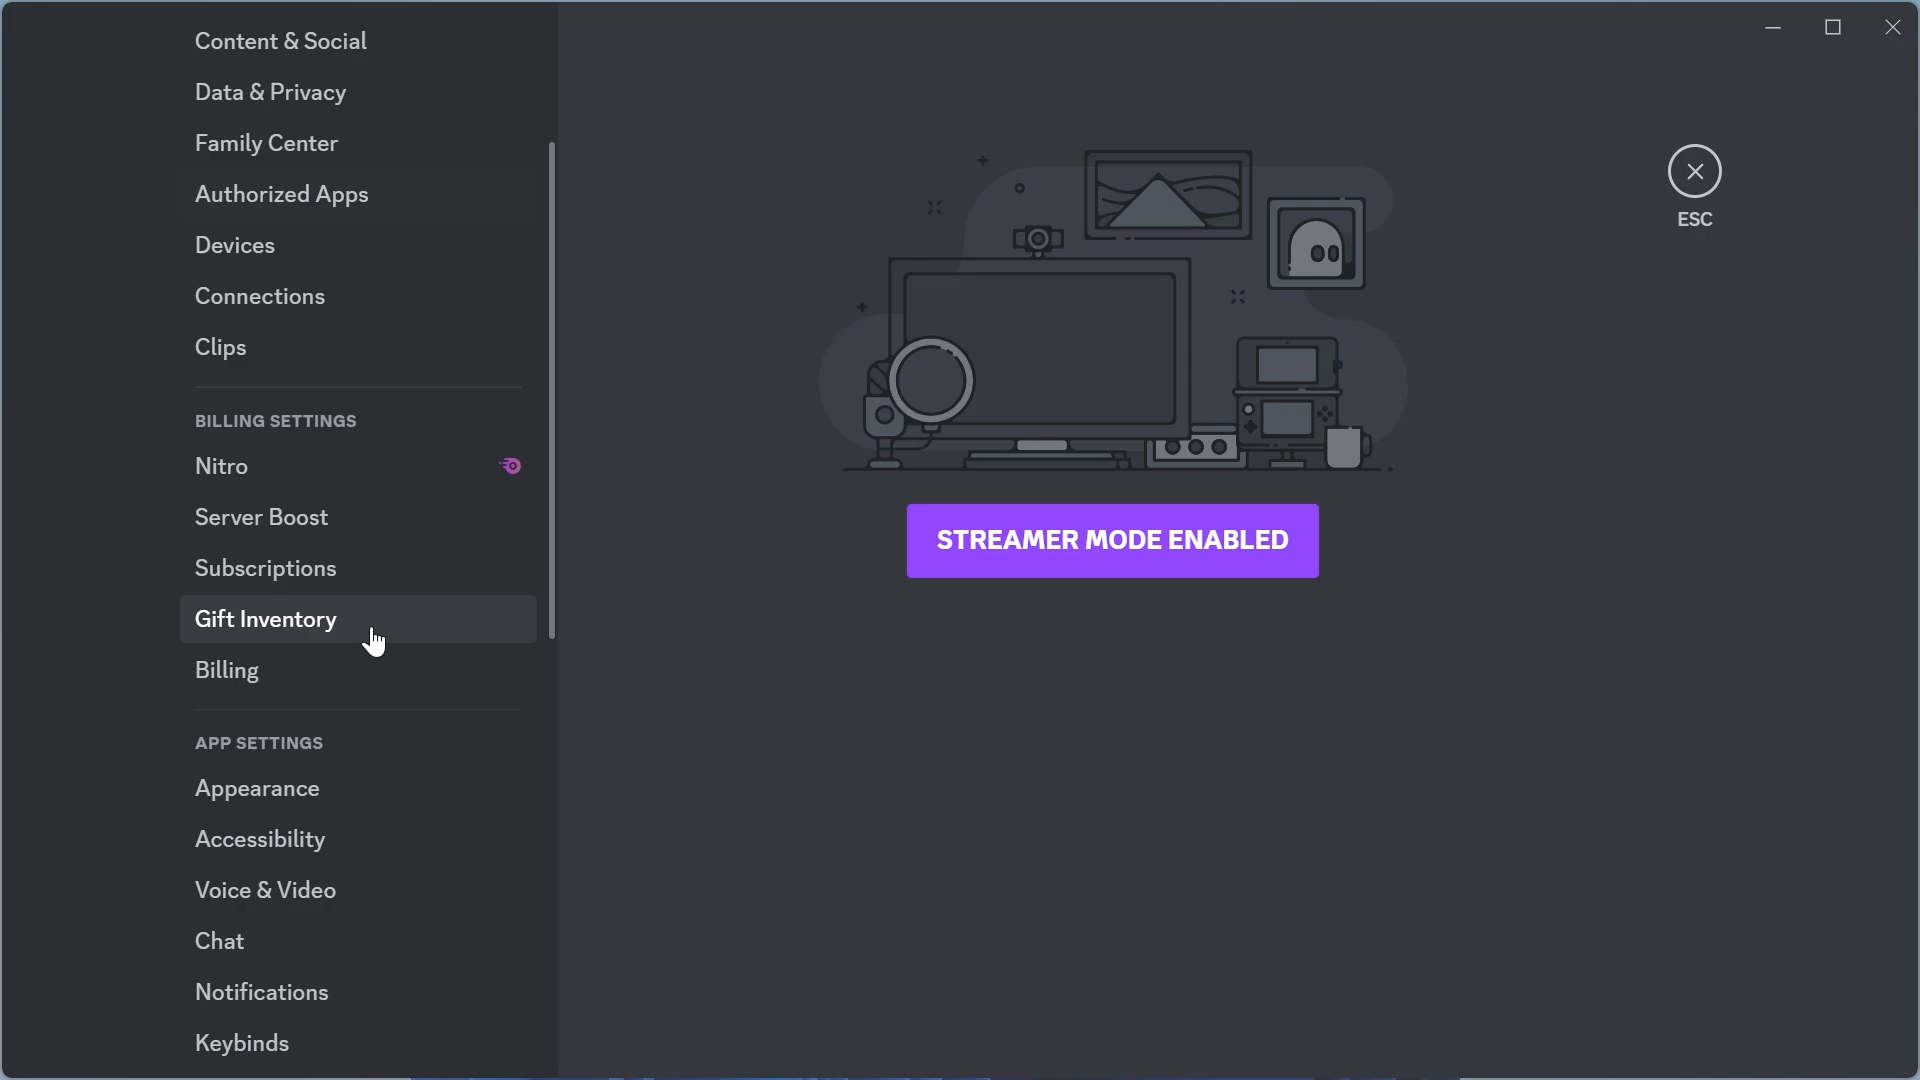 Content & Social
Data & Privacy
Family Center
Authorized Apps
Devices
Connections
Clips
BILLING SETTINGS
Nitro
Server Boost
Subscriptions
Gift Inventory
Billing
APP SETTINGS
Appearance
Accessibility
Voice & Video
Chat
Notifications
Keybinds
ESC
STREAMER MODE ENABLED